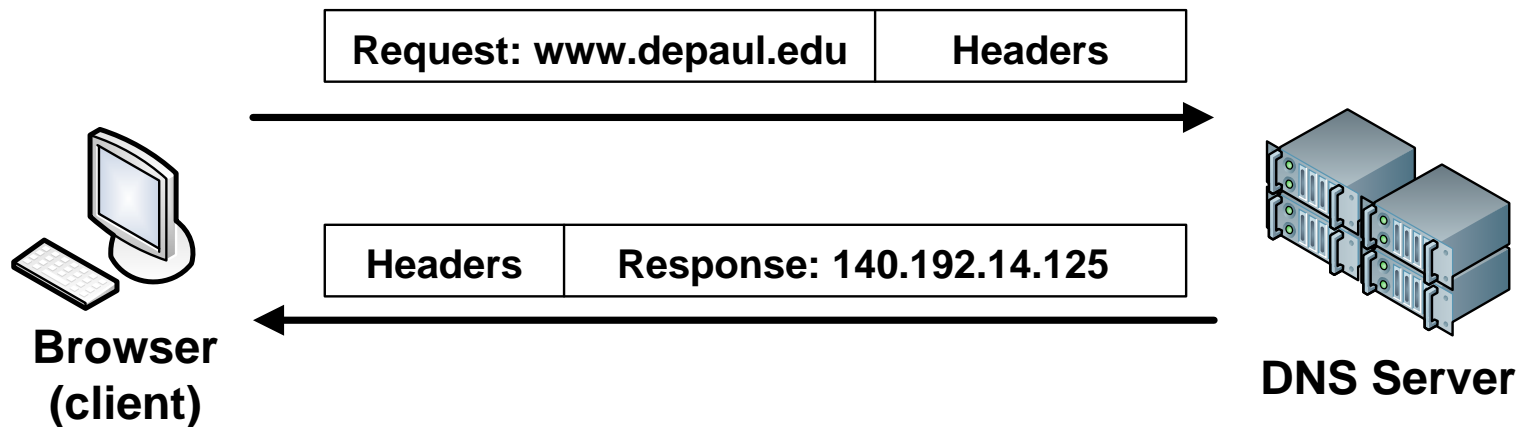 Request: www.depaul.edu Headers
Headers Response: 140.192.14.125
Browser
(client)
DNS Server